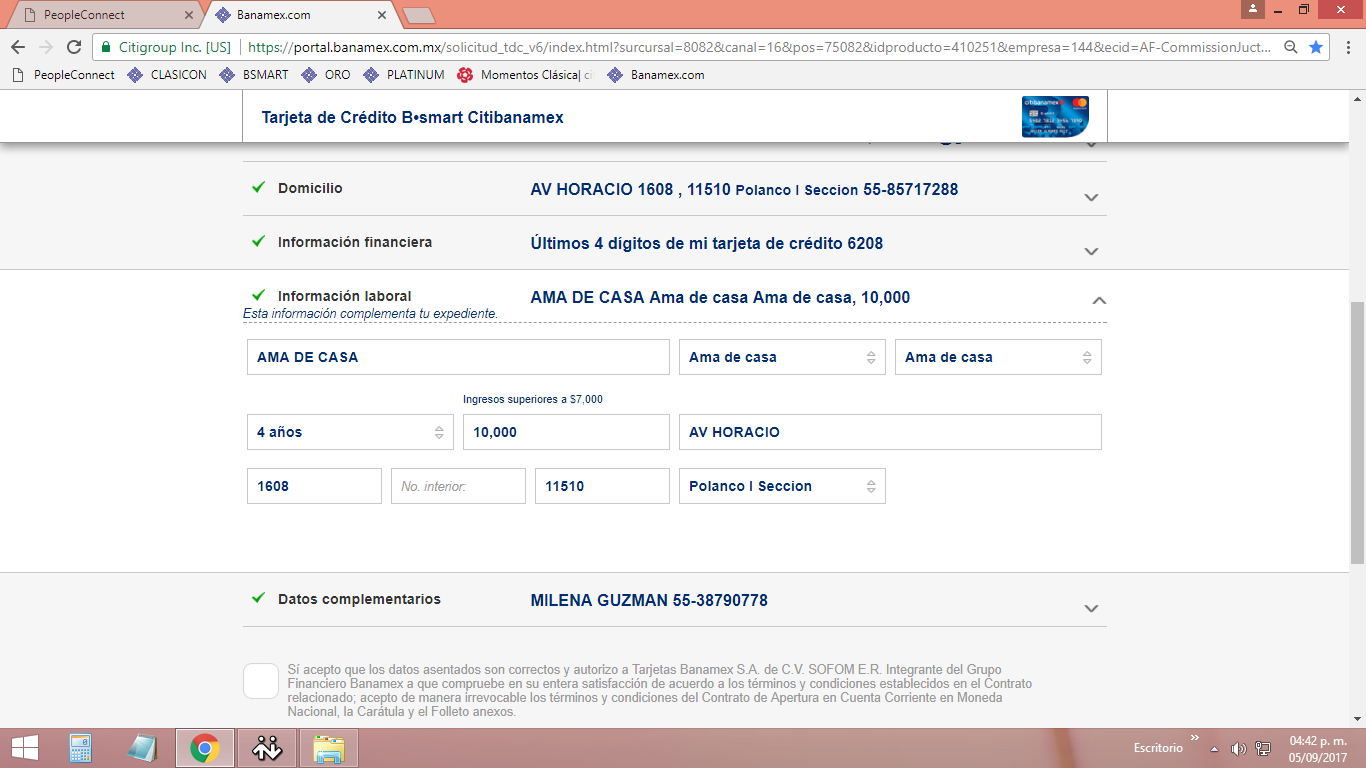 PeopleConnect
Banamex.com
Citigroup Inc. [US]
https://portal.banamex.com.mx/solicitud_tdc_v6/index.html?sursursal=8082&canal=16&pos=75082&idproducto=410251&empresa=144&ecid=AF-CommissionJuct...
PeopleConnect CLASICON BSMART ORO PLATINUM Momentos Clásica| ci Banamex.com
Tarjeta de Crédito B•smart Citibanamex
citibanamex
Domicilio
AV HORACIO 1608 , 11510 Polanco I Seccion 55-85717288
Información financiera
Últimos 4 dígitos de mi tarjeta de crédito 6208
Información laboral
AMA DE CASA Ama de casa Ama de casa, 10,000
Esta información complementa tu expediente.
AMA DE CASA
Ama de casa
Ama de casa
Ingresos superiores a $7,000
4 años
10,000
AV HORACIO
1608
No. interior:
11510
Polanco I Seccion
Datos complementarios
MILENA GUZMAN 55-38790778
Sí acepto que los datos asentados son correctos y autorizo a Tarjetas Banamex S.A. de C.V. SOFOM E.R. Integrante del Grupo
Financiero Banamex a que compruebe en su entera satisfacción de acuerdo a los términos y condiciones establecidos en el Contrato
relacionado; acepto de manera irrevocable los términos y condiciones del Contrato de Apertura en Cuenta Corriente en Moneda
Nacional, la Carátula y el Folleto anexos.
Escritorio
04:42 p. m.
05/09/2017